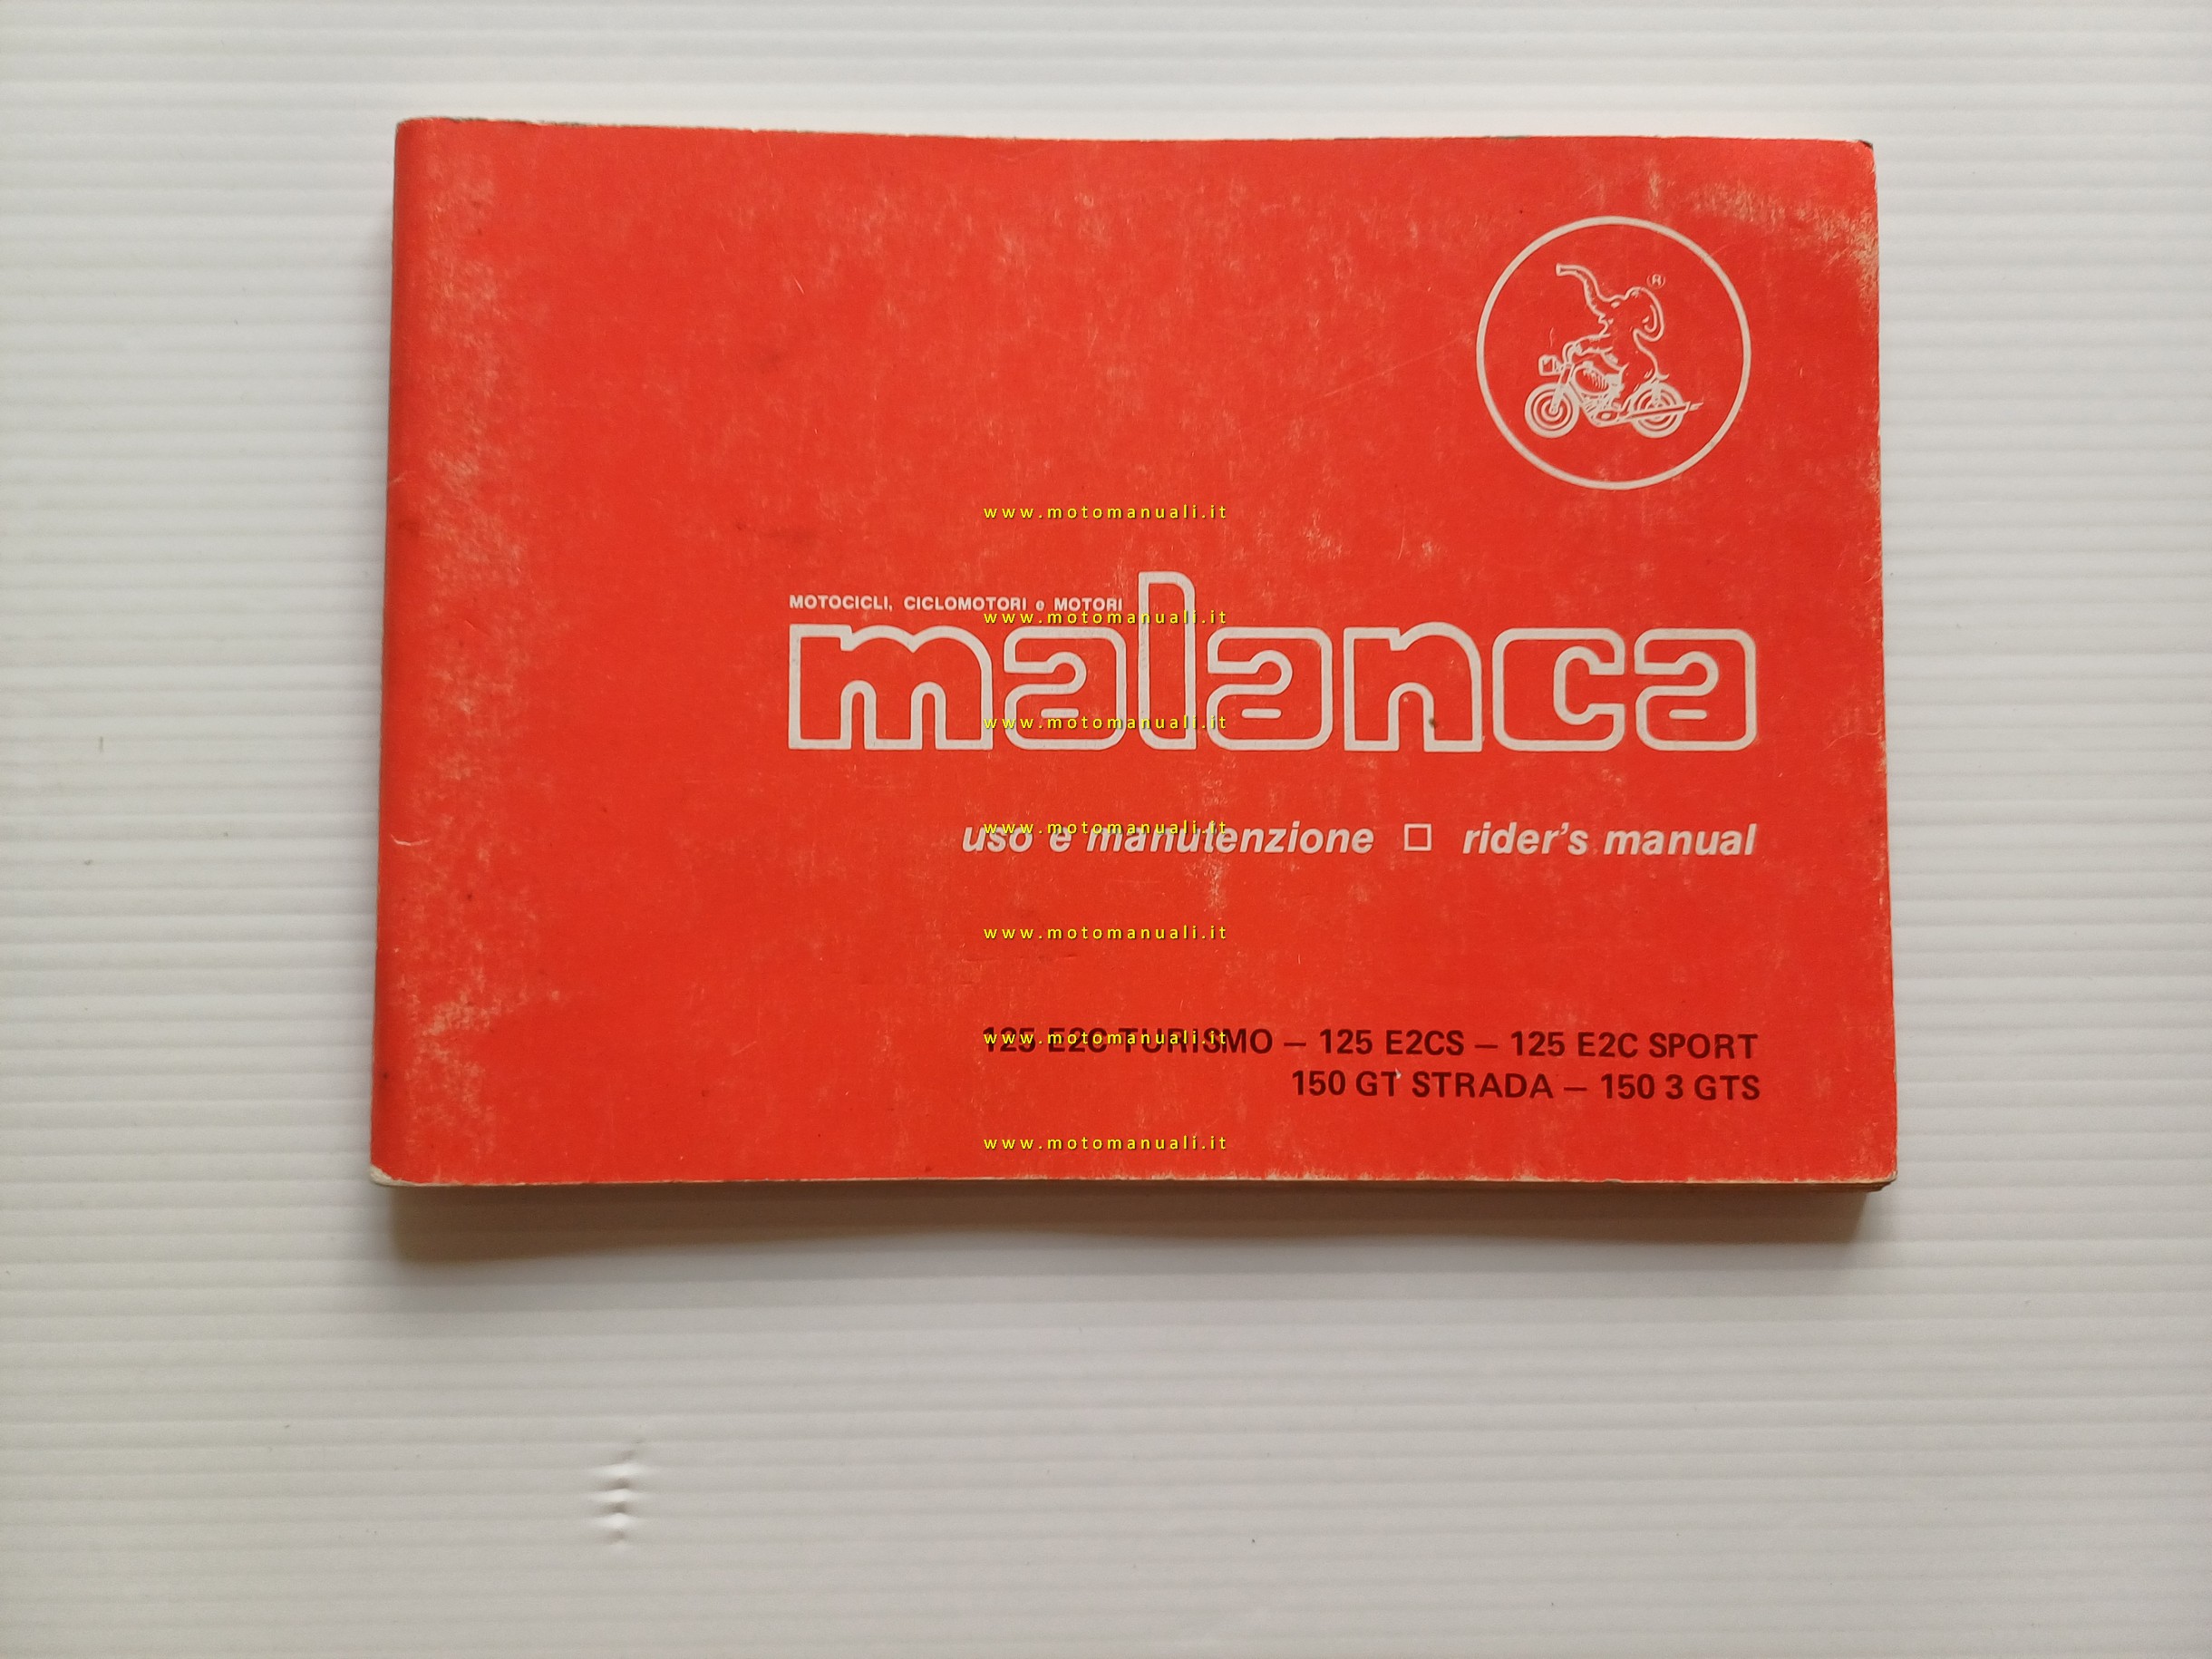 ®
www.motomanuali.it
MOTOCICLI, CICLOMOTORI e MOTORI
www.motomanuali.it
malanca
www.motomanuali.it
uso e manutenzione □ rider's manual
www.motomanuali.it
www.motomanuali.it
125 E2C TURISMO – 125 E2CS – 125 E2C SPORT
www.motomanuali.it
150 GT STRADA – 150 3 GTS
www.motomanuali.it